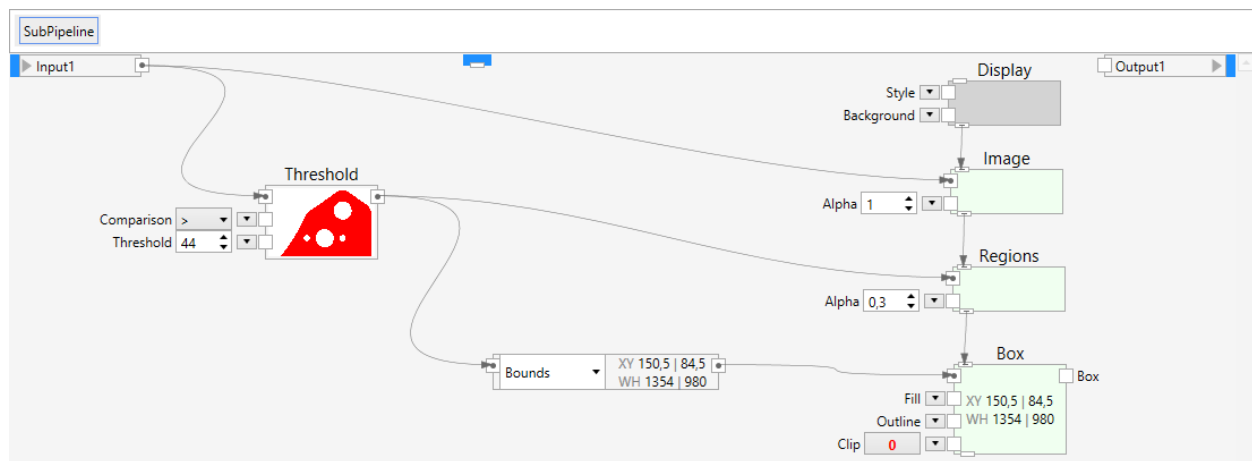 SubPipeline
Input1
Output1
Display
Style
Background
Image
Alpha 1
Threshold
Comparison >
Threshold 44
Regions
Alpha 0,3
Bounds
XY 150,5 | 84,5
WH 1354 | 980
Box
Box
Fill
XY 150,5 | 84,5
Outline
WH 1354 | 980
Clip 0